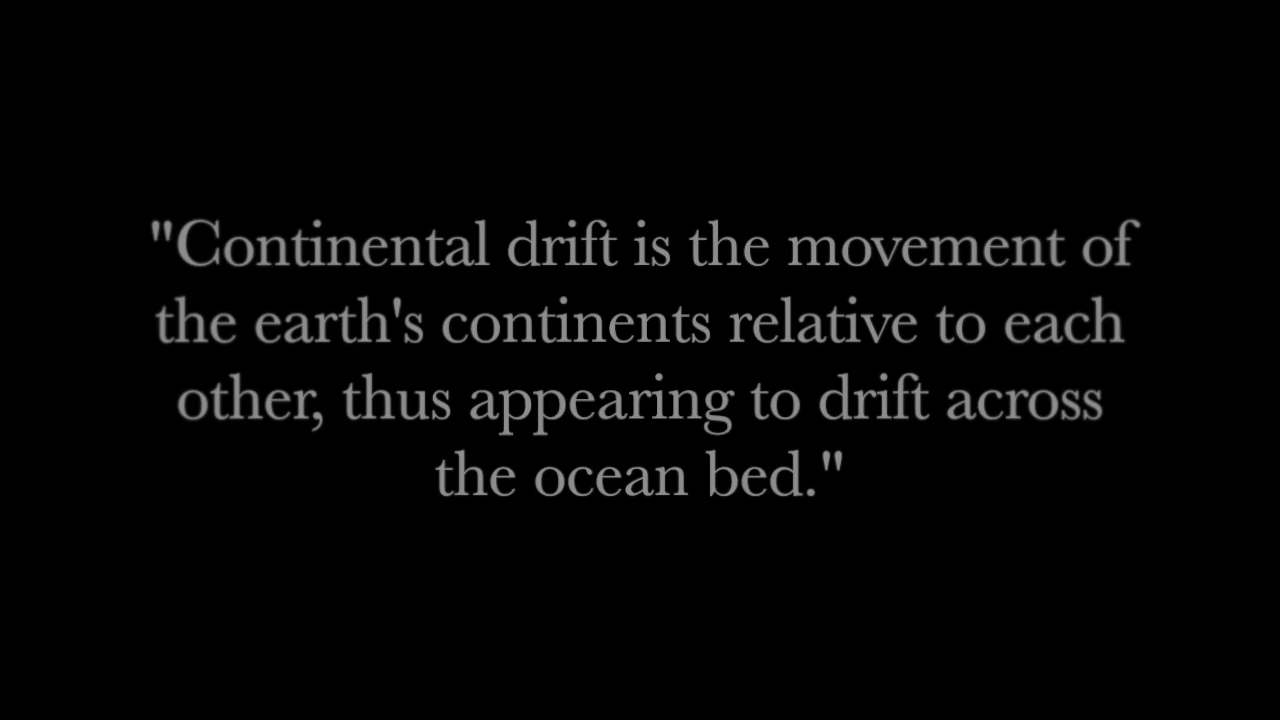 "Continental drift is the movement of
the earth's continents relative to each
other, thus appearing to drift across
the ocean bed."